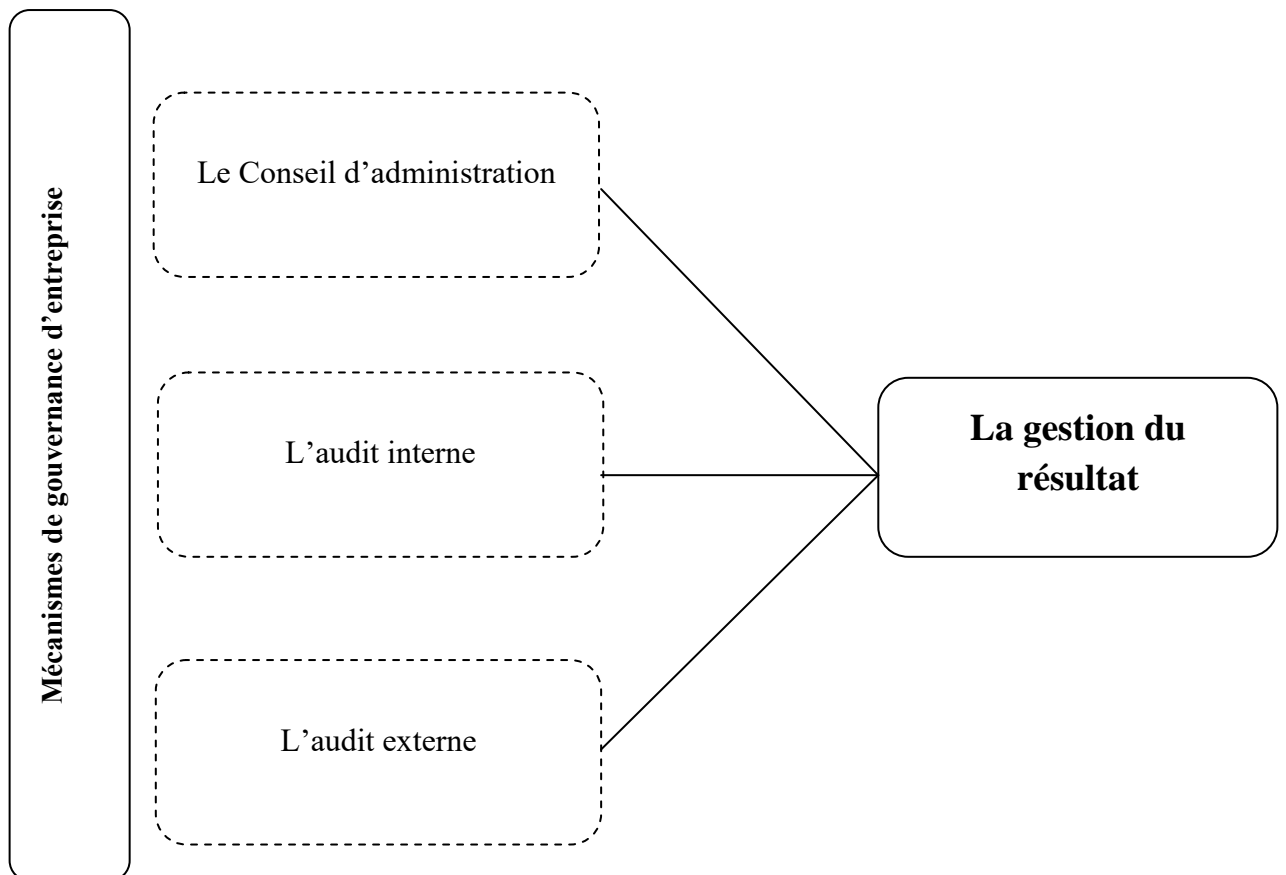 Mécanismes de gouvernance d’entreprise
Le Conseil d’administration
L’audit interne
L’audit externe
La gestion du
résultat